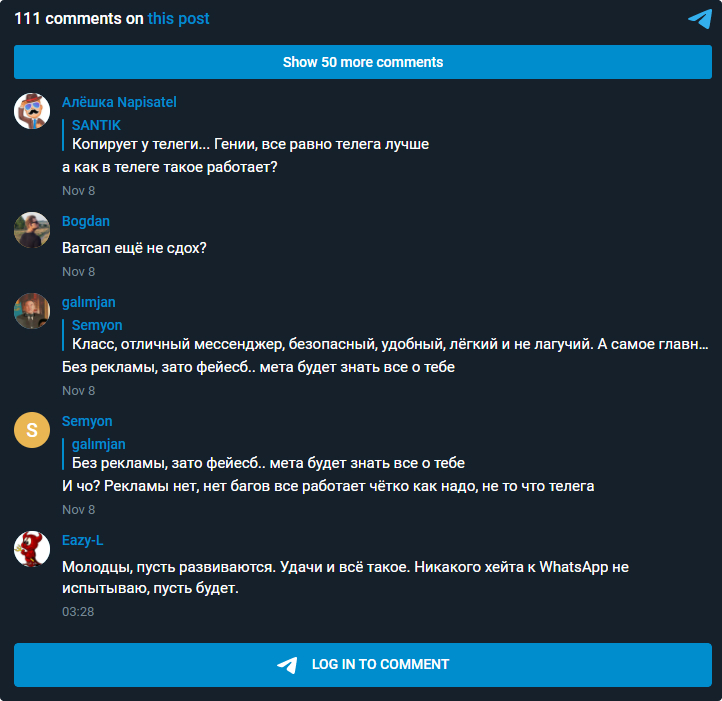 111 comments on this post
Show 50 more comments
Алёшка Napisatel
SANTIK
Копирует у телеги... Гении, все равно телега лучше
а как в телеге такое работает?
Nov 8
Bogdan
Ватсап ещё не сдох?
Nov 8
galımjan
Semyon
Класс, отличный мессенджер, безопасный, удобный, лёгкий и не лагучий. А самое главн...
Без рекламы, зато фейесб.. мета будет знать все о тебе
Nov 8
S
Semyon
galımjan
Без рекламы, зато фейесб.. мета будет знать все о тебе
И чо? Рекламы нет, нет багов все работает чётко как надо, не то что телега
Nov 8
Eazy-L
Молодцы, пусть развиваются. Удачи и всё такое. Никакого хейта к WhatsApp не
испытываю, пусть будет.
03:28
LOG IN TO COMMENT